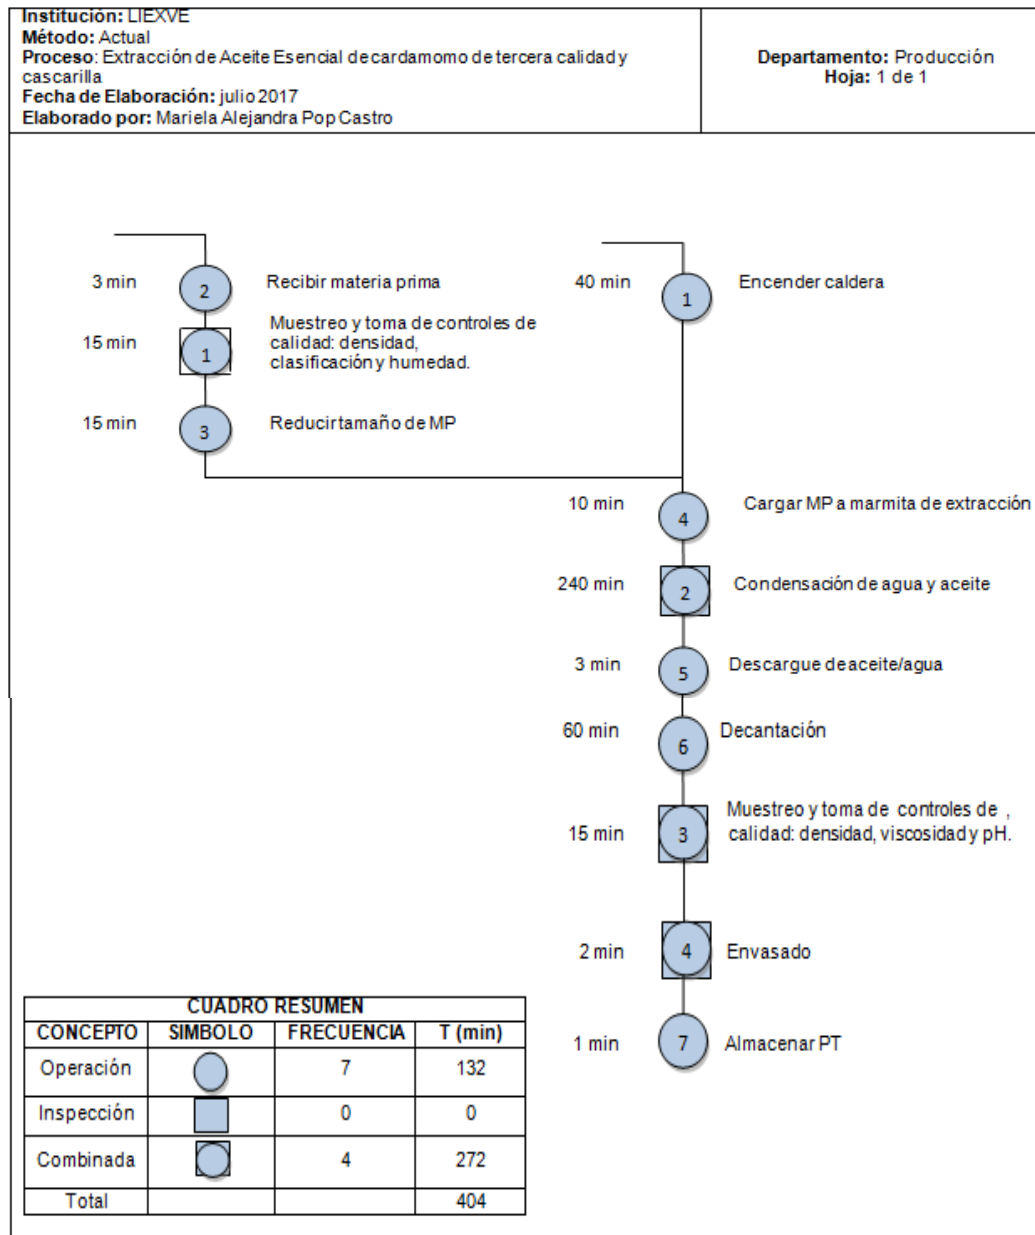 Institución: LIEXVE
Método: Actual
Proceso: Extracción de Aceite Esencial de cardamomo de tercera calidad y
cascarilla
Fecha de Elaboración: julio 2017
Elaborado por: Mariela Alejandra Pop Castro
Departamento: Producción
Hoja: 1 de 1
3 min 2 Recibir materia prima
15 min 1 Muestreo y toma de controles de
calidad: densidad,
clasificación y humedad.
15 min 3 Reducir tamaño de MP
40 min 1 Encender caldera
10 min 4 Cargar MP a marmita de extracción
240 min 2 Condensación de agua y aceite
3 min 5 Descargue de aceite/agua
60 min 6 Decantación
15 min 3 Muestreo y toma de controles de ,
calidad: densidad, viscosidad y pH.
2 min 4 Envasado
1 min 7 Almacenar PT
CUADRO RESUMEN
CONCEPTO SIMBOLO FRECUENCIA T (min)
Operación 7 132
Inspección 0 0
Combinada 4 272
Total 404